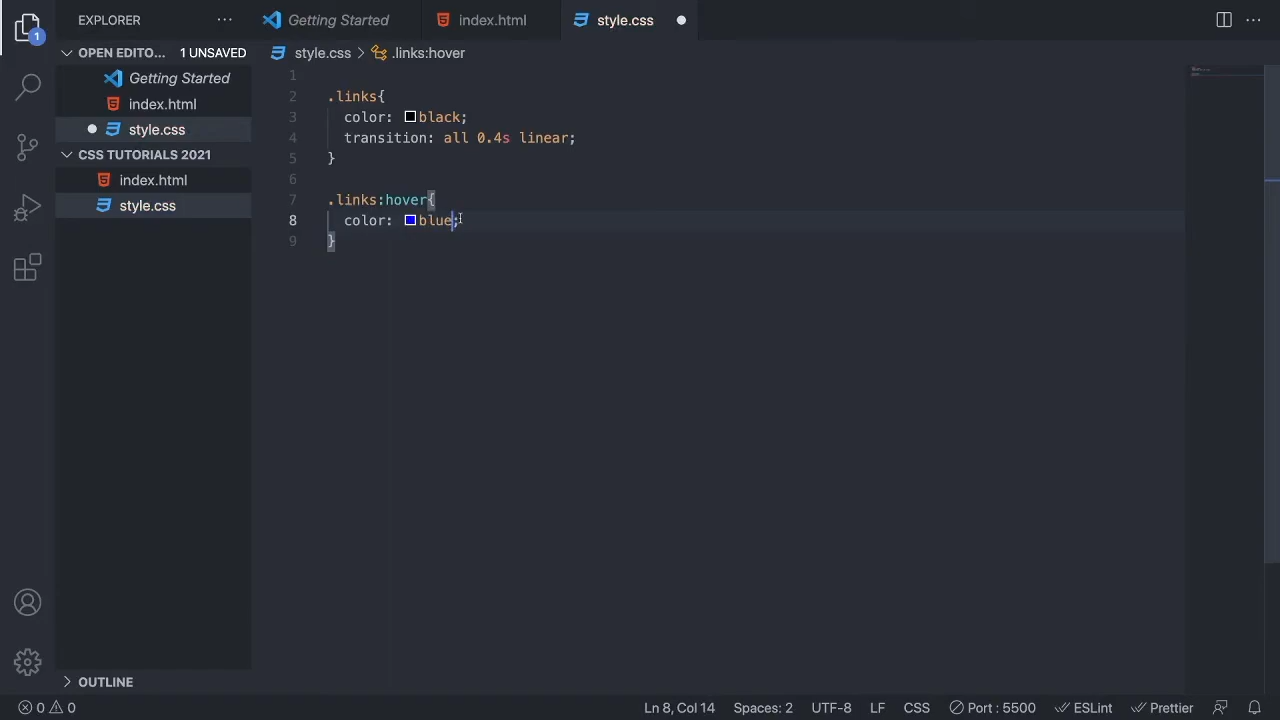 EXPLORER
Getting Started
index.html
style.css
OPEN EDITO...
1 UNSAVED
style.css
.links:hover
Getting Started
index.html
style.css
CSS TUTORIALS 2021
index.html
style.css
1
1
2 .links{
3 color: black;
4 transition: all 0.4s linear;
5 }
6
7 .links:hover{
8 color: blue;
9 }
OUTLINE
0 0
Ln 8, Col 14
Spaces: 2
UTF-8
LF
CSS
Port : 5500
ESLint
Prettier